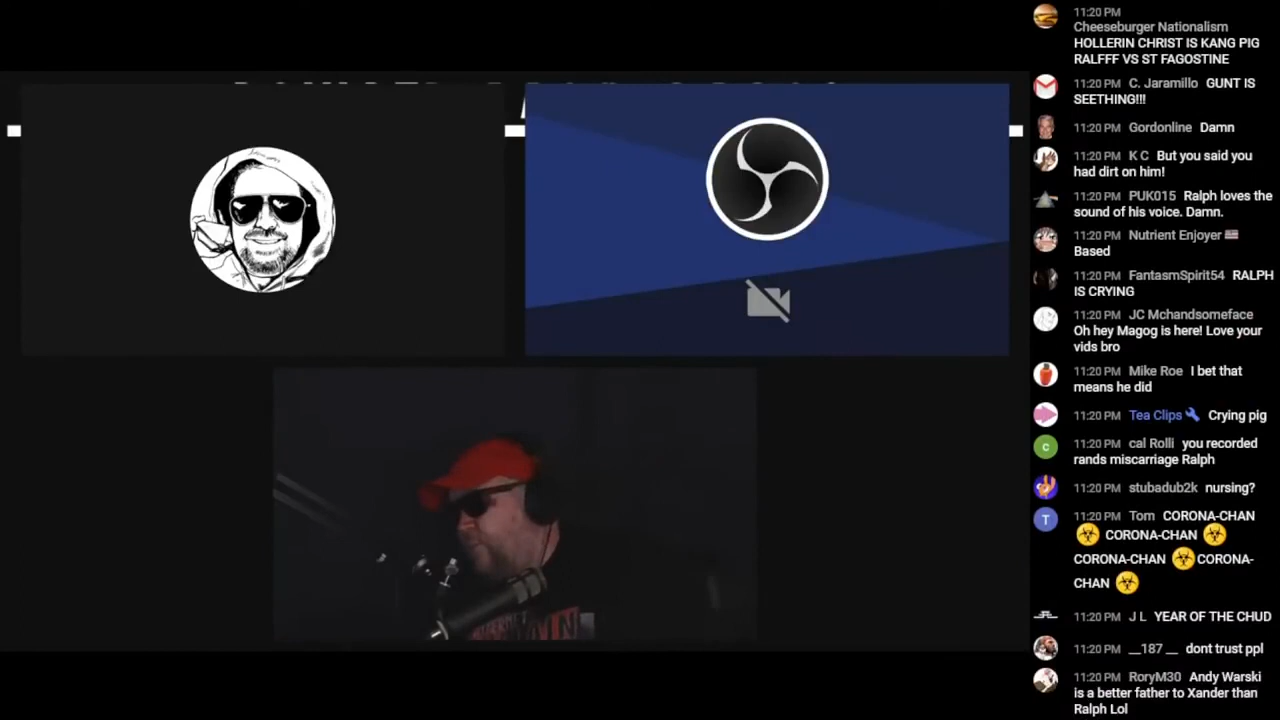 11:20 PM
Cheeseburger Nationalism
HOLLERIN CHRIST IS KANG PIG
RALFFF VS ST FAGOSTINE
11:20 PM C. Jaramillo GUNT IS
SEETHING!!!
11:20 PM Gordonline Damn
11:20 PM K C But you said you
had dirt on him!
11:20 PM PUK015 Ralph loves the
sound of his voice. Damn.
11:20 PM Nutrient Enjoyer
Based
11:20 PM FantasmSpirit54 RALPH
IS CRYING
11:20 PM JC Mchandsomeface
Oh hey Magog is here! Love your
vids bro
11:20 PM Mike Roe I bet that
means he did
11:20 PM Tea Clips Crying pig
c
11:20 PM cal Rolli you recorded
rands miscarriage Ralph
11:20 PM stubadub2k nursing?
T
11:20 PM Tom CORONA-CHAN
CORONA-CHAN
CORONA-CHAN CORONA-
CHAN
11:20 PM J L YEAR OF THE CHUD
11:20 PM __187 __ dont trust ppl
11:20 PM RoryM30 Andy Warski
is a better father to Xander than
Ralph Lol